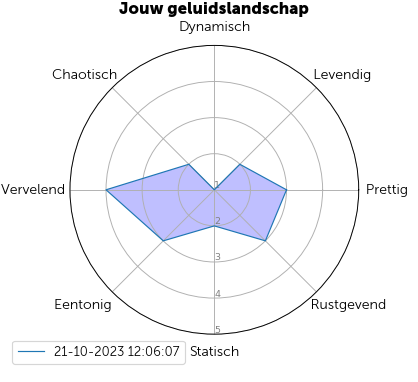 Jouw geluidslandschap
Dynamisch
Chaotisch
Levendig
Vervelend
1
Prettig
2
3
4
Eentonig
Rustgevend
5
21-10-2023 12:06:07
Statisch